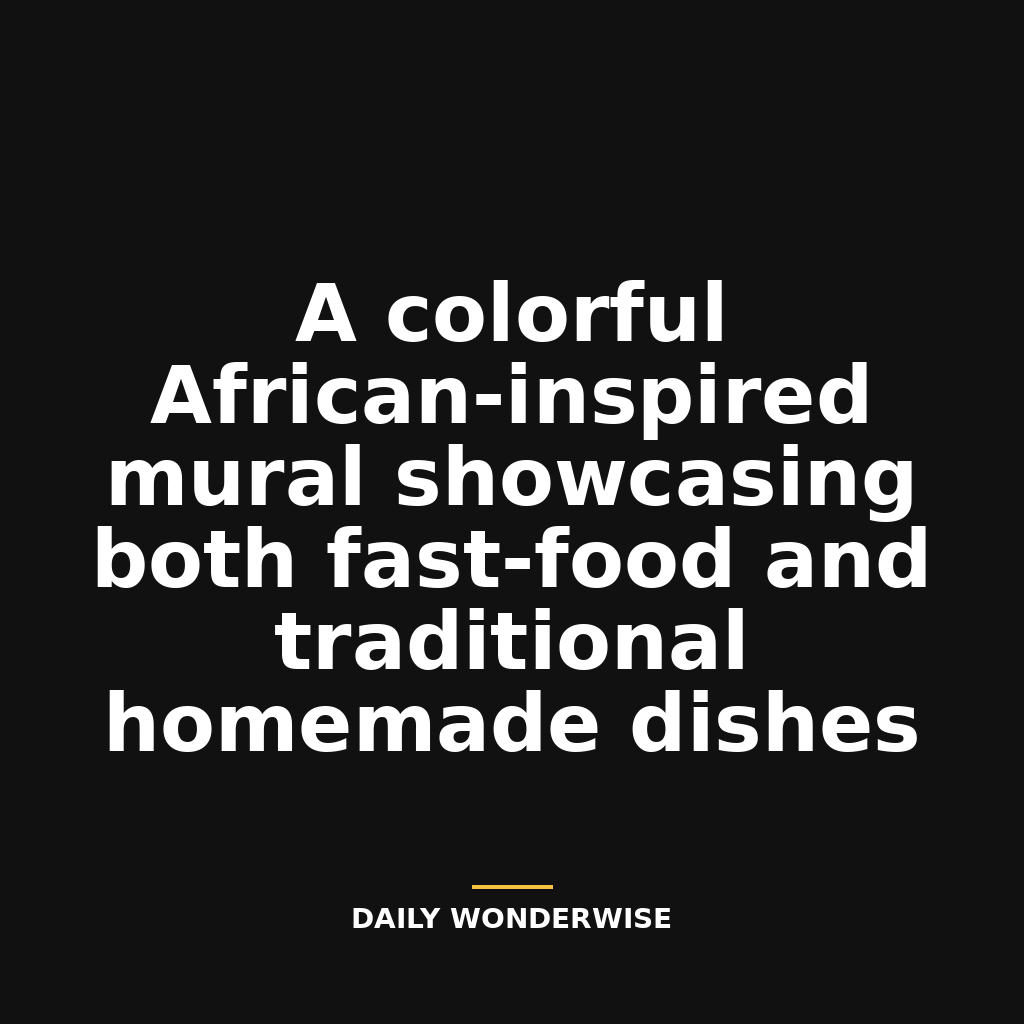 A colorful
African-inspired
mural showcasing
both fast-food and
traditional
homemade dishes
DAILY WONDERWISE